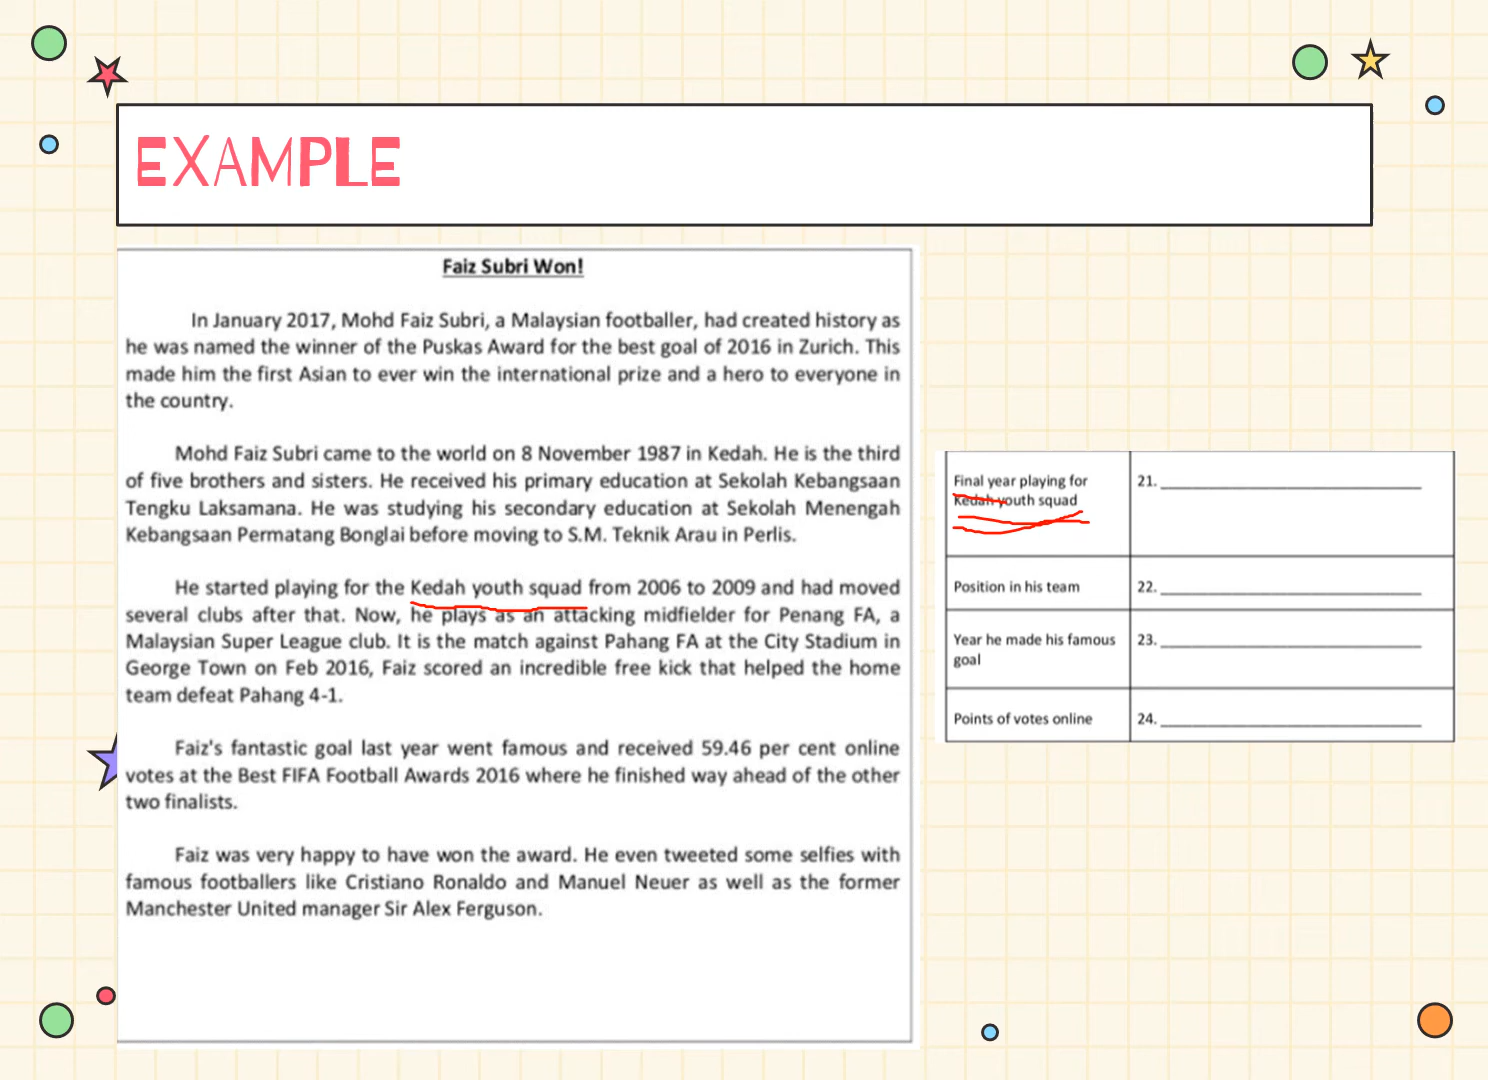 EXAMPLE
Faiz Subri Won!
In January 2017, Mohd Faiz Subri, a Malaysian footballer, had created history as
he was named the winner of the Puskas Award for the best goal of 2016 in Zurich. This
made him the first Asian to ever win the international prize and a hero to everyone in
the country.
Mohd Faiz Subri came to the world on 8 November 1987 in Kedah. He is the third
of five brothers and sisters. He received his primary education at Sekolah Kebangsaan
Tengku Laksamana. He was studying his secondary education at Sekolah Menengah
Kebangsaan Permatang Bonglai before moving to S.M. Teknik Arau in Perlis.
He started playing for the Kedah youth squad from 2006 to 2009 and had moved
several clubs after that. Now, he plays as an attacking midfielder for Penang FA, a
Malaysian Super League club. It is the match against Pahang FA at the City Stadium in
George Town on Feb 2016, Faiz scored an incredible free kick that helped the home
team defeat Pahang 4-1.
Faiz's fantastic goal last year went famous and received 59.46 per cent online
votes at the Best FIFA Football Awards 2016 where he finished way ahead of the other
two finalists.
Faiz was very happy to have won the award. He even tweeted some selfies with
famous footballers like Cristiano Ronaldo and Manuel Neuer as well as the former
Manchester United manager Sir Alex Ferguson.
Final year playing for
Kedah youth squad
21.
Position in his team
22.
Year he made his famous
goal
23.
Points of votes online
24.